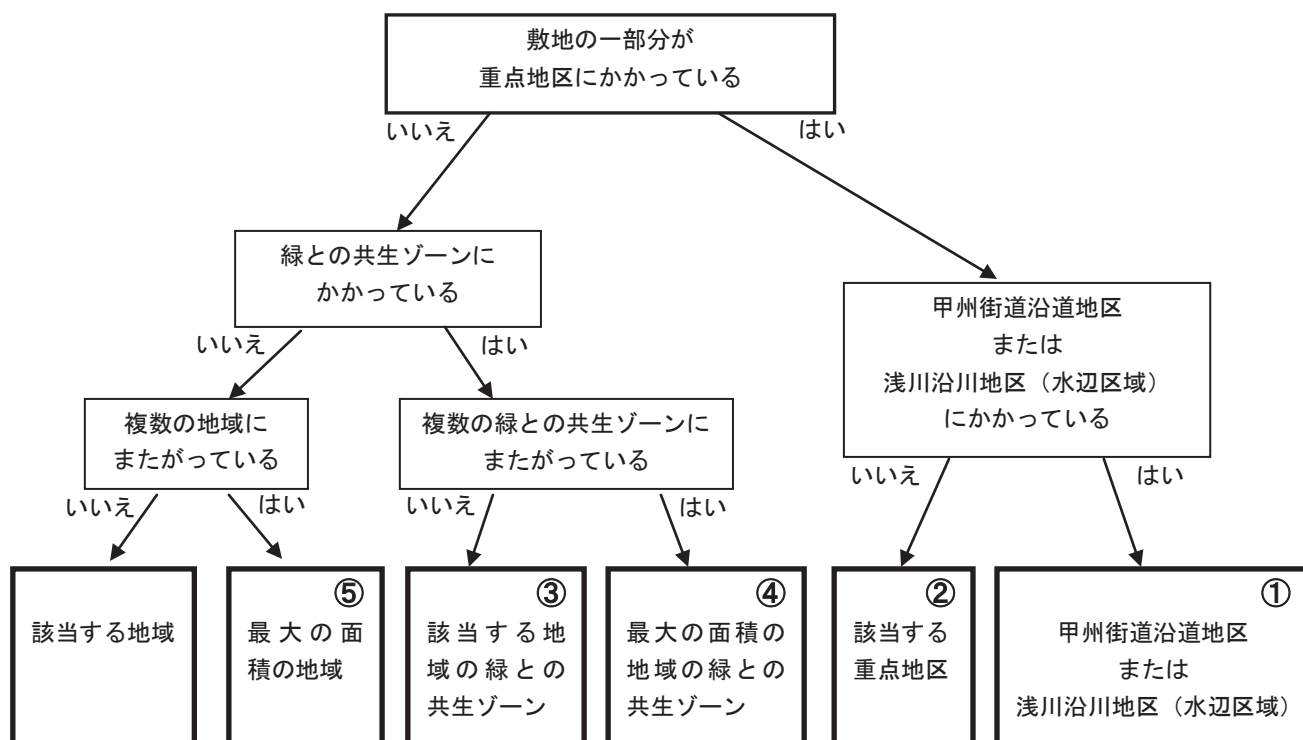 敷地の一部分が
重点地区にかかっている
いいえ
はい
緑との共生ゾーンに
かかっている
いいえ
はい
複数の地域に
またがっている
いいえ
はい
複数の緑との共生ゾーンに
またがっている
いいえ
はい
甲州街道沿道地区
または
浅川沿川地区（水辺区域）
にかかっている
いいえ
はい
該当する地域
⑤
最大の面
積の地域
③
該当する地
域の緑との
共生ゾーン
④
最大の面積の
地域の緑との
共生ゾーン
②
該当する
重点地区
①
甲州街道沿道地区
または
浅川沿川地区（水辺区域）